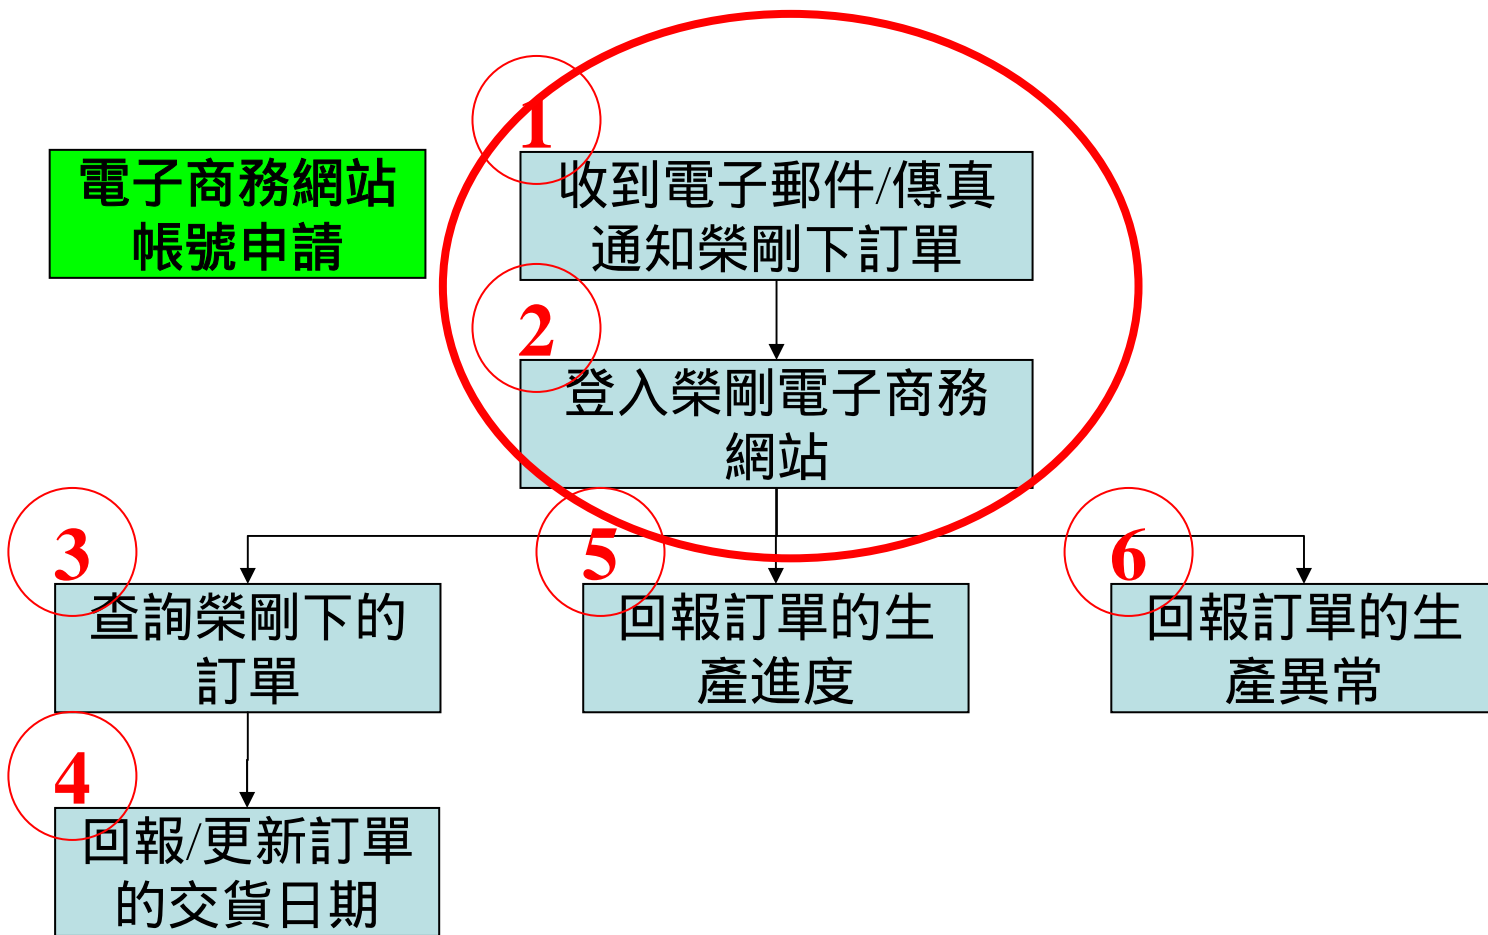 電子商務網站
帳號申請
1
收到電子郵件/傳真
通知榮剛下訂單
2
登入榮剛電子商務
網站
3
查詢榮剛下的
訂單
5
回報訂單的生
產進度
6
回報訂單的生
產異常
4
回報/更新訂單
的交貨日期